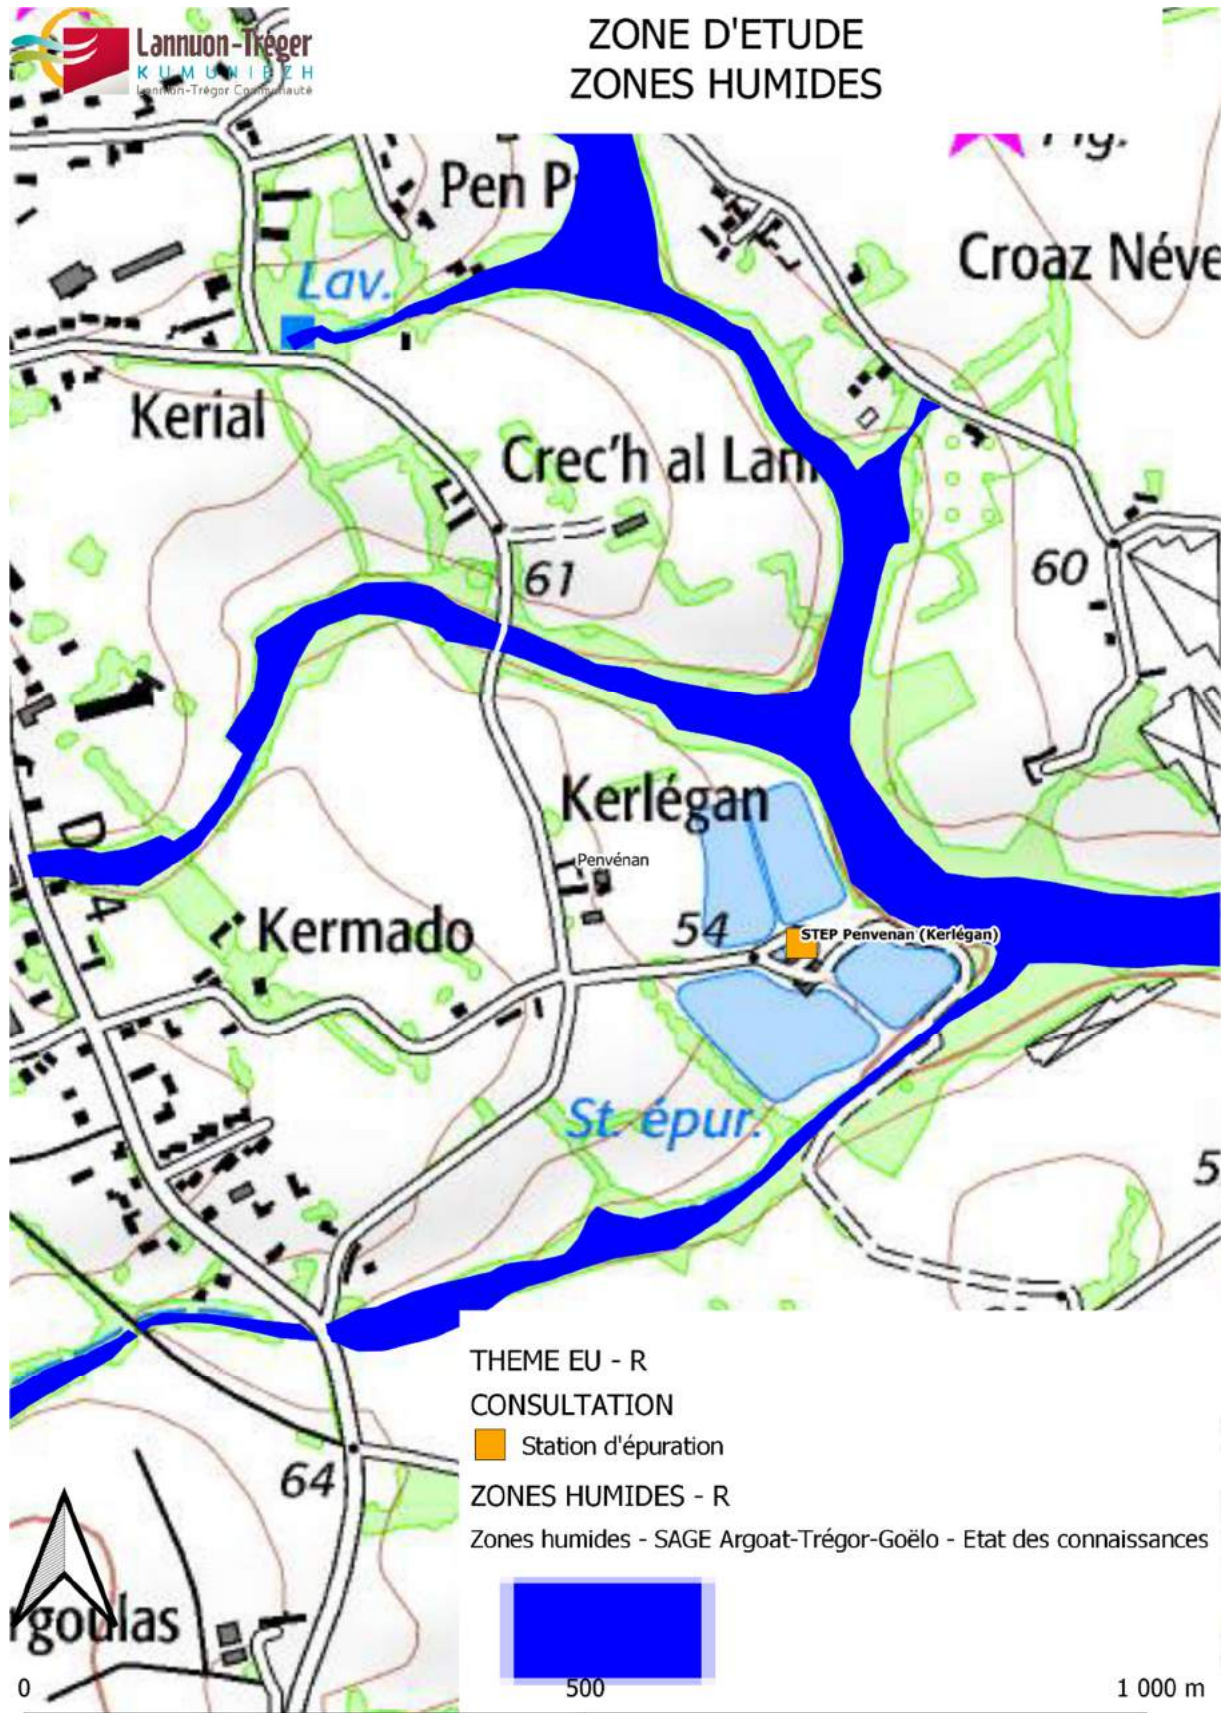 Lannuon-Tréger
KUMUNIEZH
Lannion-Trégor Communauté
ZONE D'ETUDE
ZONES HUMIDES
Pen P
Croaz Néve
Lav.
Kerial
Crec'h al Lan
61
60
Kerlégan
Penvénan
D
4
Kermado
54
STEP Penvenan (Kerlégan)
St. épur.
5
THEME EU - R
CONSULTATION
Station d'épuration
64
ZONES HUMIDES - R
Zones humides - SAGE Argoat-Trégor-Goëlo - Etat des connaissances
rgoulas
0
500
1 000 m